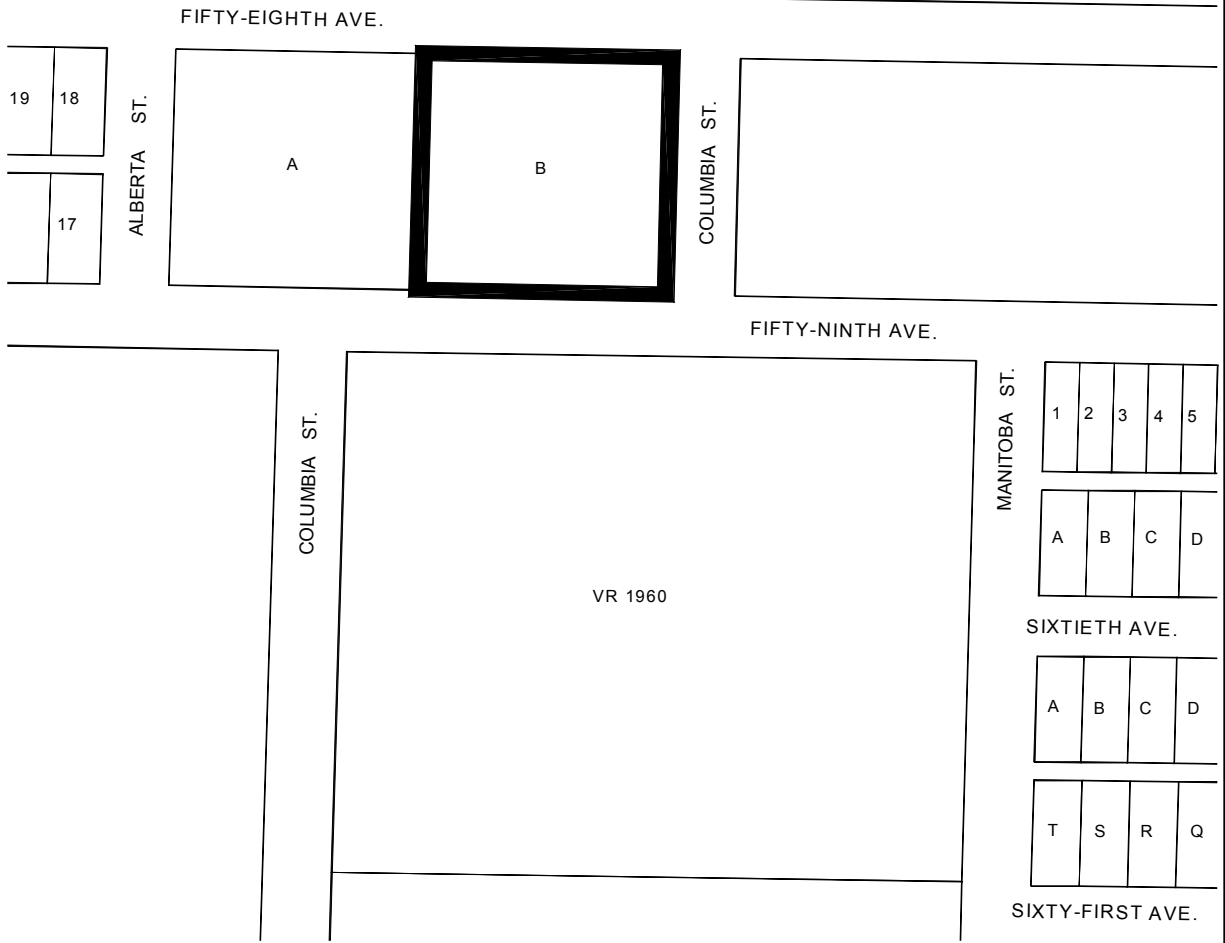 FIFTY-EIGHTH AVE.
19 18
ALBERTA ST.
A
B
COLUMBIA ST.
17
FIFTY-NINTH AVE.
COLUMBIA ST.
MANITOBA ST.
1 2 3 4 5
A B C D
VR 1960
SIXTIETH AVE.
A B C D
T S R Q
SIXTY-FIRST AVE.